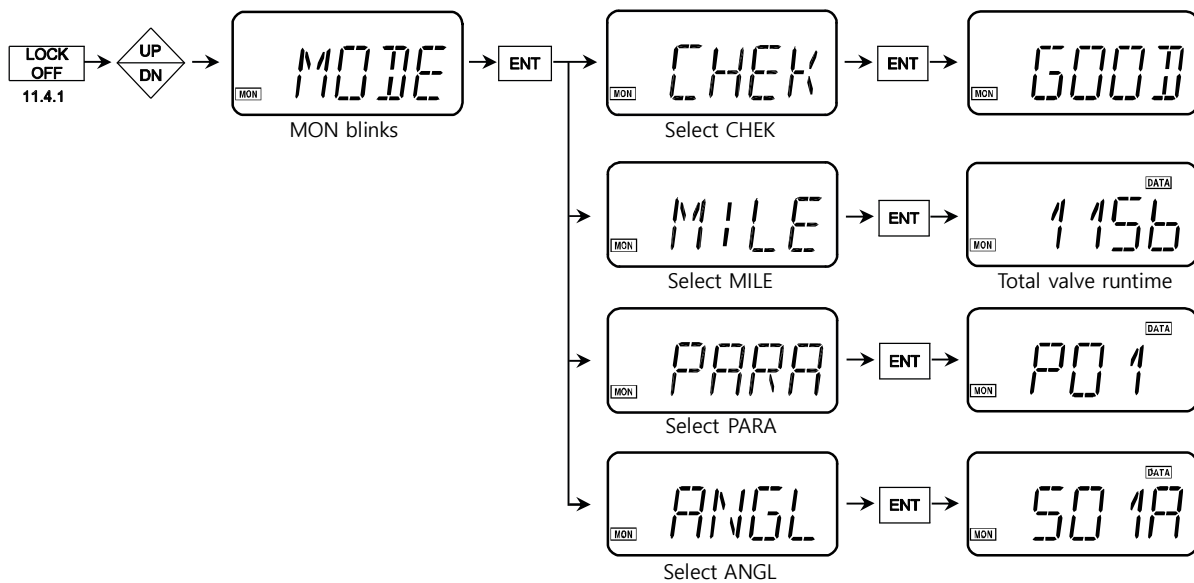 LOCK
OFF
11.4.1
UP
DN
MODE
MON
MON blinks
ENT
CHEK
MON
Select CHEK
ENT
GOOD
MON
MILE
MON
Select MILE
ENT
DATA
1156
MON
Total valve runtime
PARA
MON
Select PARA
ENT
DATA
P01
MON
ANGL
MON
Select ANGL
ENT
DATA
S01A
MON